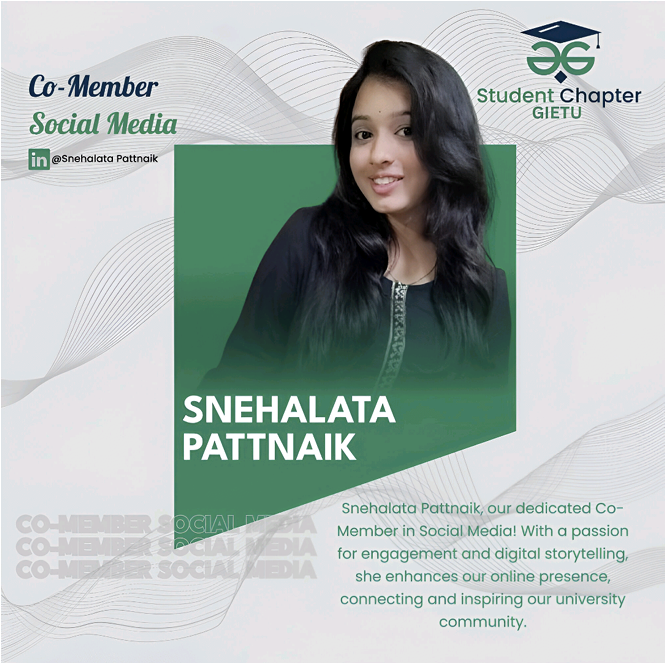 Co-Member
Social Media
in @Snehalata Pattnaik
Student Chapter
GIETU
SNEHALATA
PATTNAIK
CO-MEMBER SOCIAL MEDIA
CO-MEMBER SOCIAL MEDIA
CO-MEMBER SOCIAL MEDIA
Snehalata Pattnaik, our dedicated Co-
Member in Social Media! With a passion
for engagement and digital storytelling,
she enhances our online presence,
connecting and inspiring our university
community.